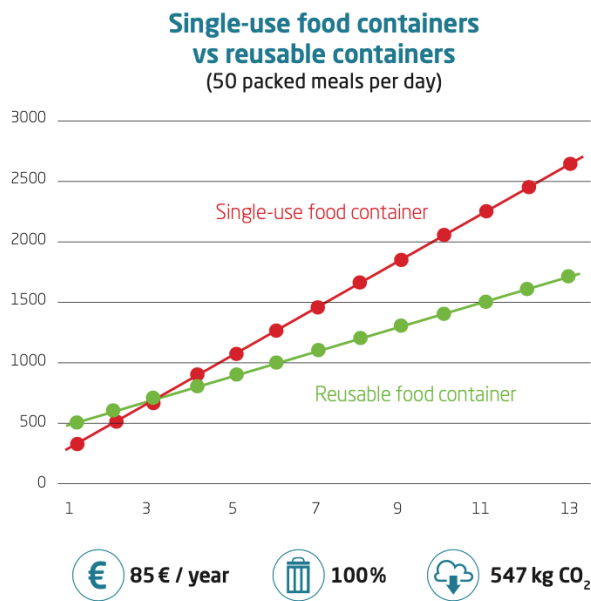 Single-use food containers
vs reusable containers
(50 packed meals per day)
3000
2500
Single-use food container
2000
1500
1000
Reusable food container
500
0
1 3 5 7 9 11 13
€ 85 € / year 100% 547 kg CO₂